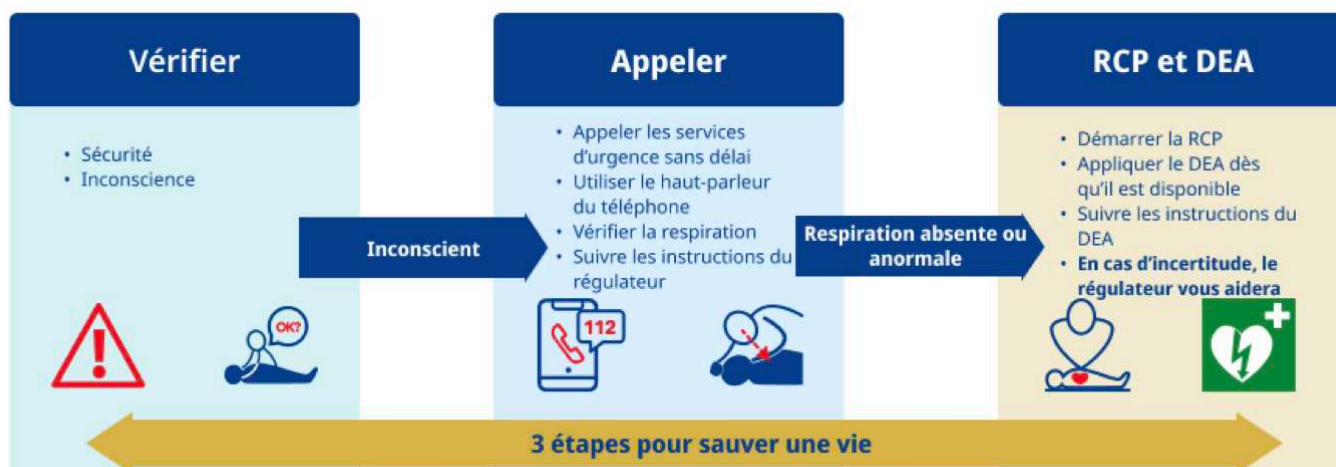 Vérifier
• Sécurité
• Inconscience
OK?
Inconscient
Appeler
• Appeler les services
d'urgence sans délai
• Utiliser le haut-parleur
du téléphone
• Vérifier la respiration
• Suivre les instructions du
régulateur
112
Respiration absente ou
anormale
RCP et DEA
• Démarrer la RCP
• Appliquer le DEA dès
qu'il est disponible
• Suivre les instructions du
DEA
• En cas d'incertitude, le
régulateur vous aidera
3 étapes pour sauver une vie